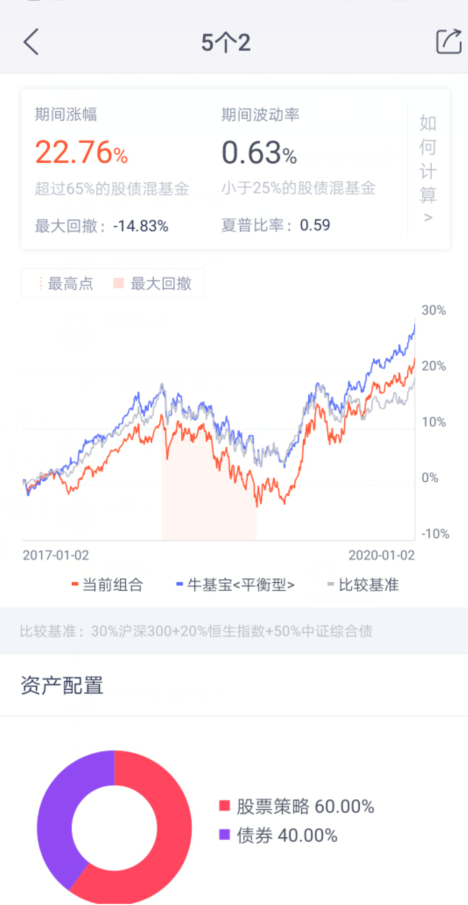 5个2
期间涨幅
22.76%
超过65%的股债混基金
最大回撤：-14.83%
期间波动率
0.63%
小于25%的股债混基金
夏普比率：0.59
如
何
计
算
>
最高点 最大回撤
30%
20%
10%
0%
-10%
2017-01-02 2020-01-02
当前组合 牛基宝<平衡型> 比较基准
比较基准：30%沪深300+20%恒生指数+50%中证综合债
资产配置
股票策略 60.00%
债券 40.00%